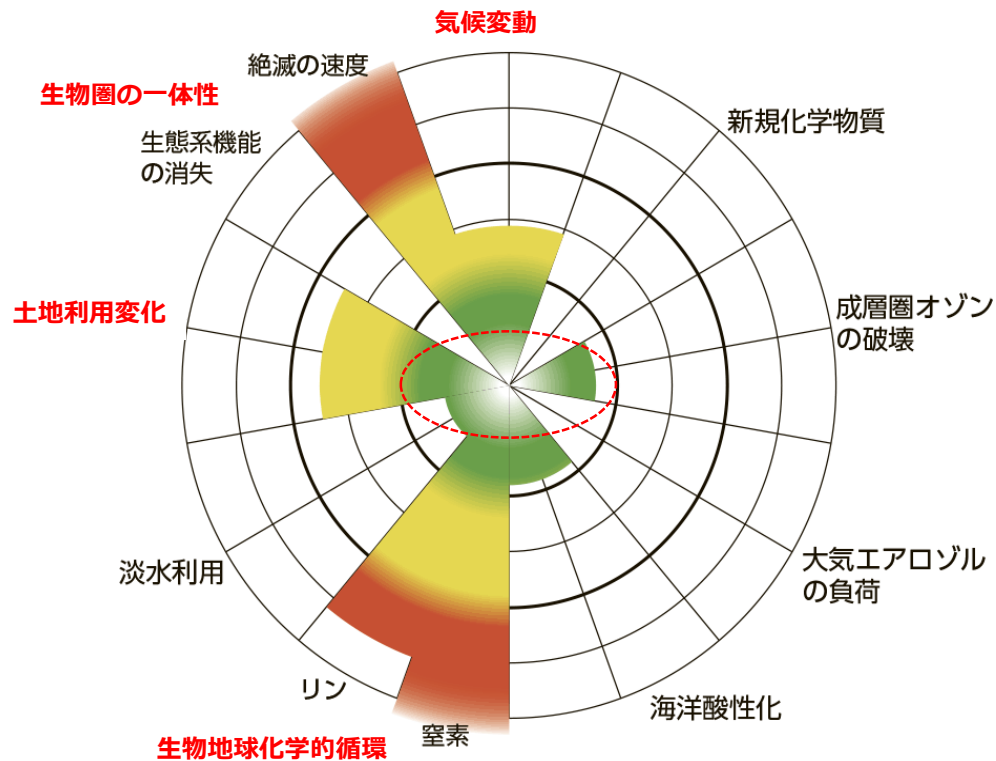 気候変動
絶滅の速度
生物圏の一体性
新規化学物質
生態系機能
の消失
土地利用変化
成層圏オゾン
の破壊
大気エアロゾル
の負荷
淡水利用
リン
海洋酸性化
窒素
生物地球化学的循環